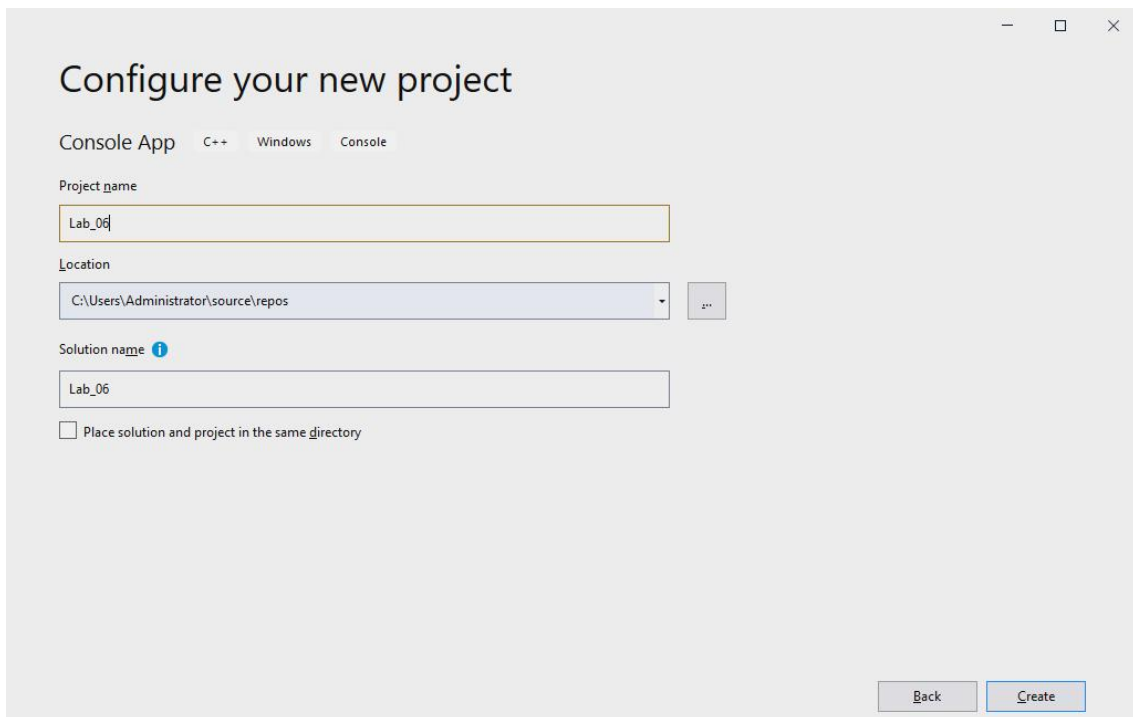 Configure your new project
Console App C++ Windows Console
Project name
Lab_06
Location
C:\Users\Administrator\source\repos
...
Solution name
Lab_06
Place solution and project in the same directory
Back Create